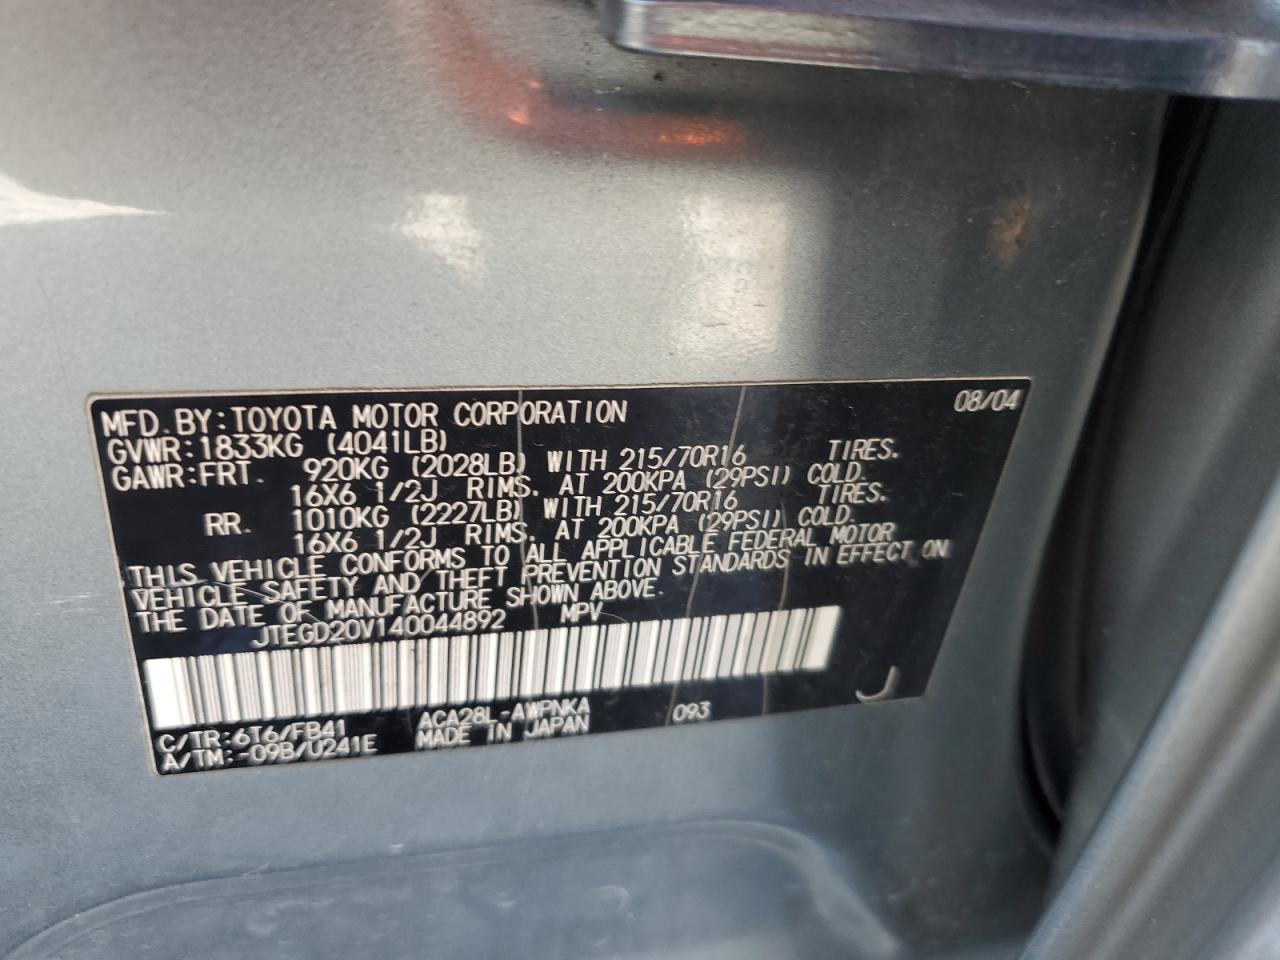 MFD. BY: TOYOTA MOTOR CORPORATION 08/04
GVWR: 1833KG (4041LB)
GAWR: FRT. 920KG (2028LB) WITH 215/70R16 TIRES.
16X6 1/2J RIMS, AT 200KPA (29PSI) COLD.
RR. 1010KG (2227LB) WITH 215/70R16 TIRES.
16X6 1/2J RIMS, AT 200KPA (29PSI) COLD.
THIS VEHICLE CONFORMS TO ALL APPLICABLE FEDERAL MOTOR
VEHICLE SAFETY AND THEFT PREVENTION STANDARDS IN EFFECT ON
THE DATE OF MANUFACTURE SHOWN ABOVE.
JTEGD20V140044892 MPV
J
C/TR: 6T6/FB41 ACA28L-AWPNKA 093
A/TM: -09B/U241E MADE IN JAPAN